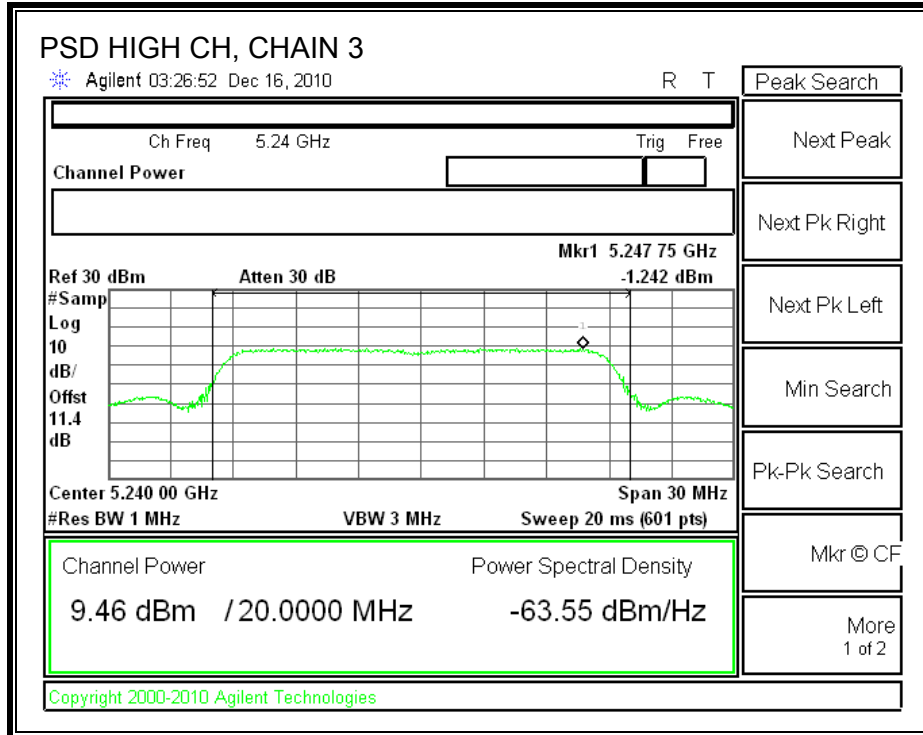 PSD HIGH CH, CHAIN 3
Agilent 03:26:52 Dec 16, 2010 R T
Peak Search
Ch Freq 5.24 GHz Trig Free
Channel Power
Next Peak
Next Pk Right
Mkr1 5.247 75 GHz
Ref 30 dBm Atten 30 dB -1.242 dBm
#Samp
Log
10
dB/
Offst
11.4
dB
1
Next Pk Left
Min Search
Pk-Pk Search
Center 5.240 00 GHz Span 30 MHz
#Res BW 1 MHz VBW 3 MHz Sweep 20 ms (601 pts)
Channel Power Power Spectral Density
9.46 dBm / 20.0000 MHz -63.55 dBm/Hz
Mkr © CF
More
1 of 2
Copyright 2000-2010 Agilent Technologies